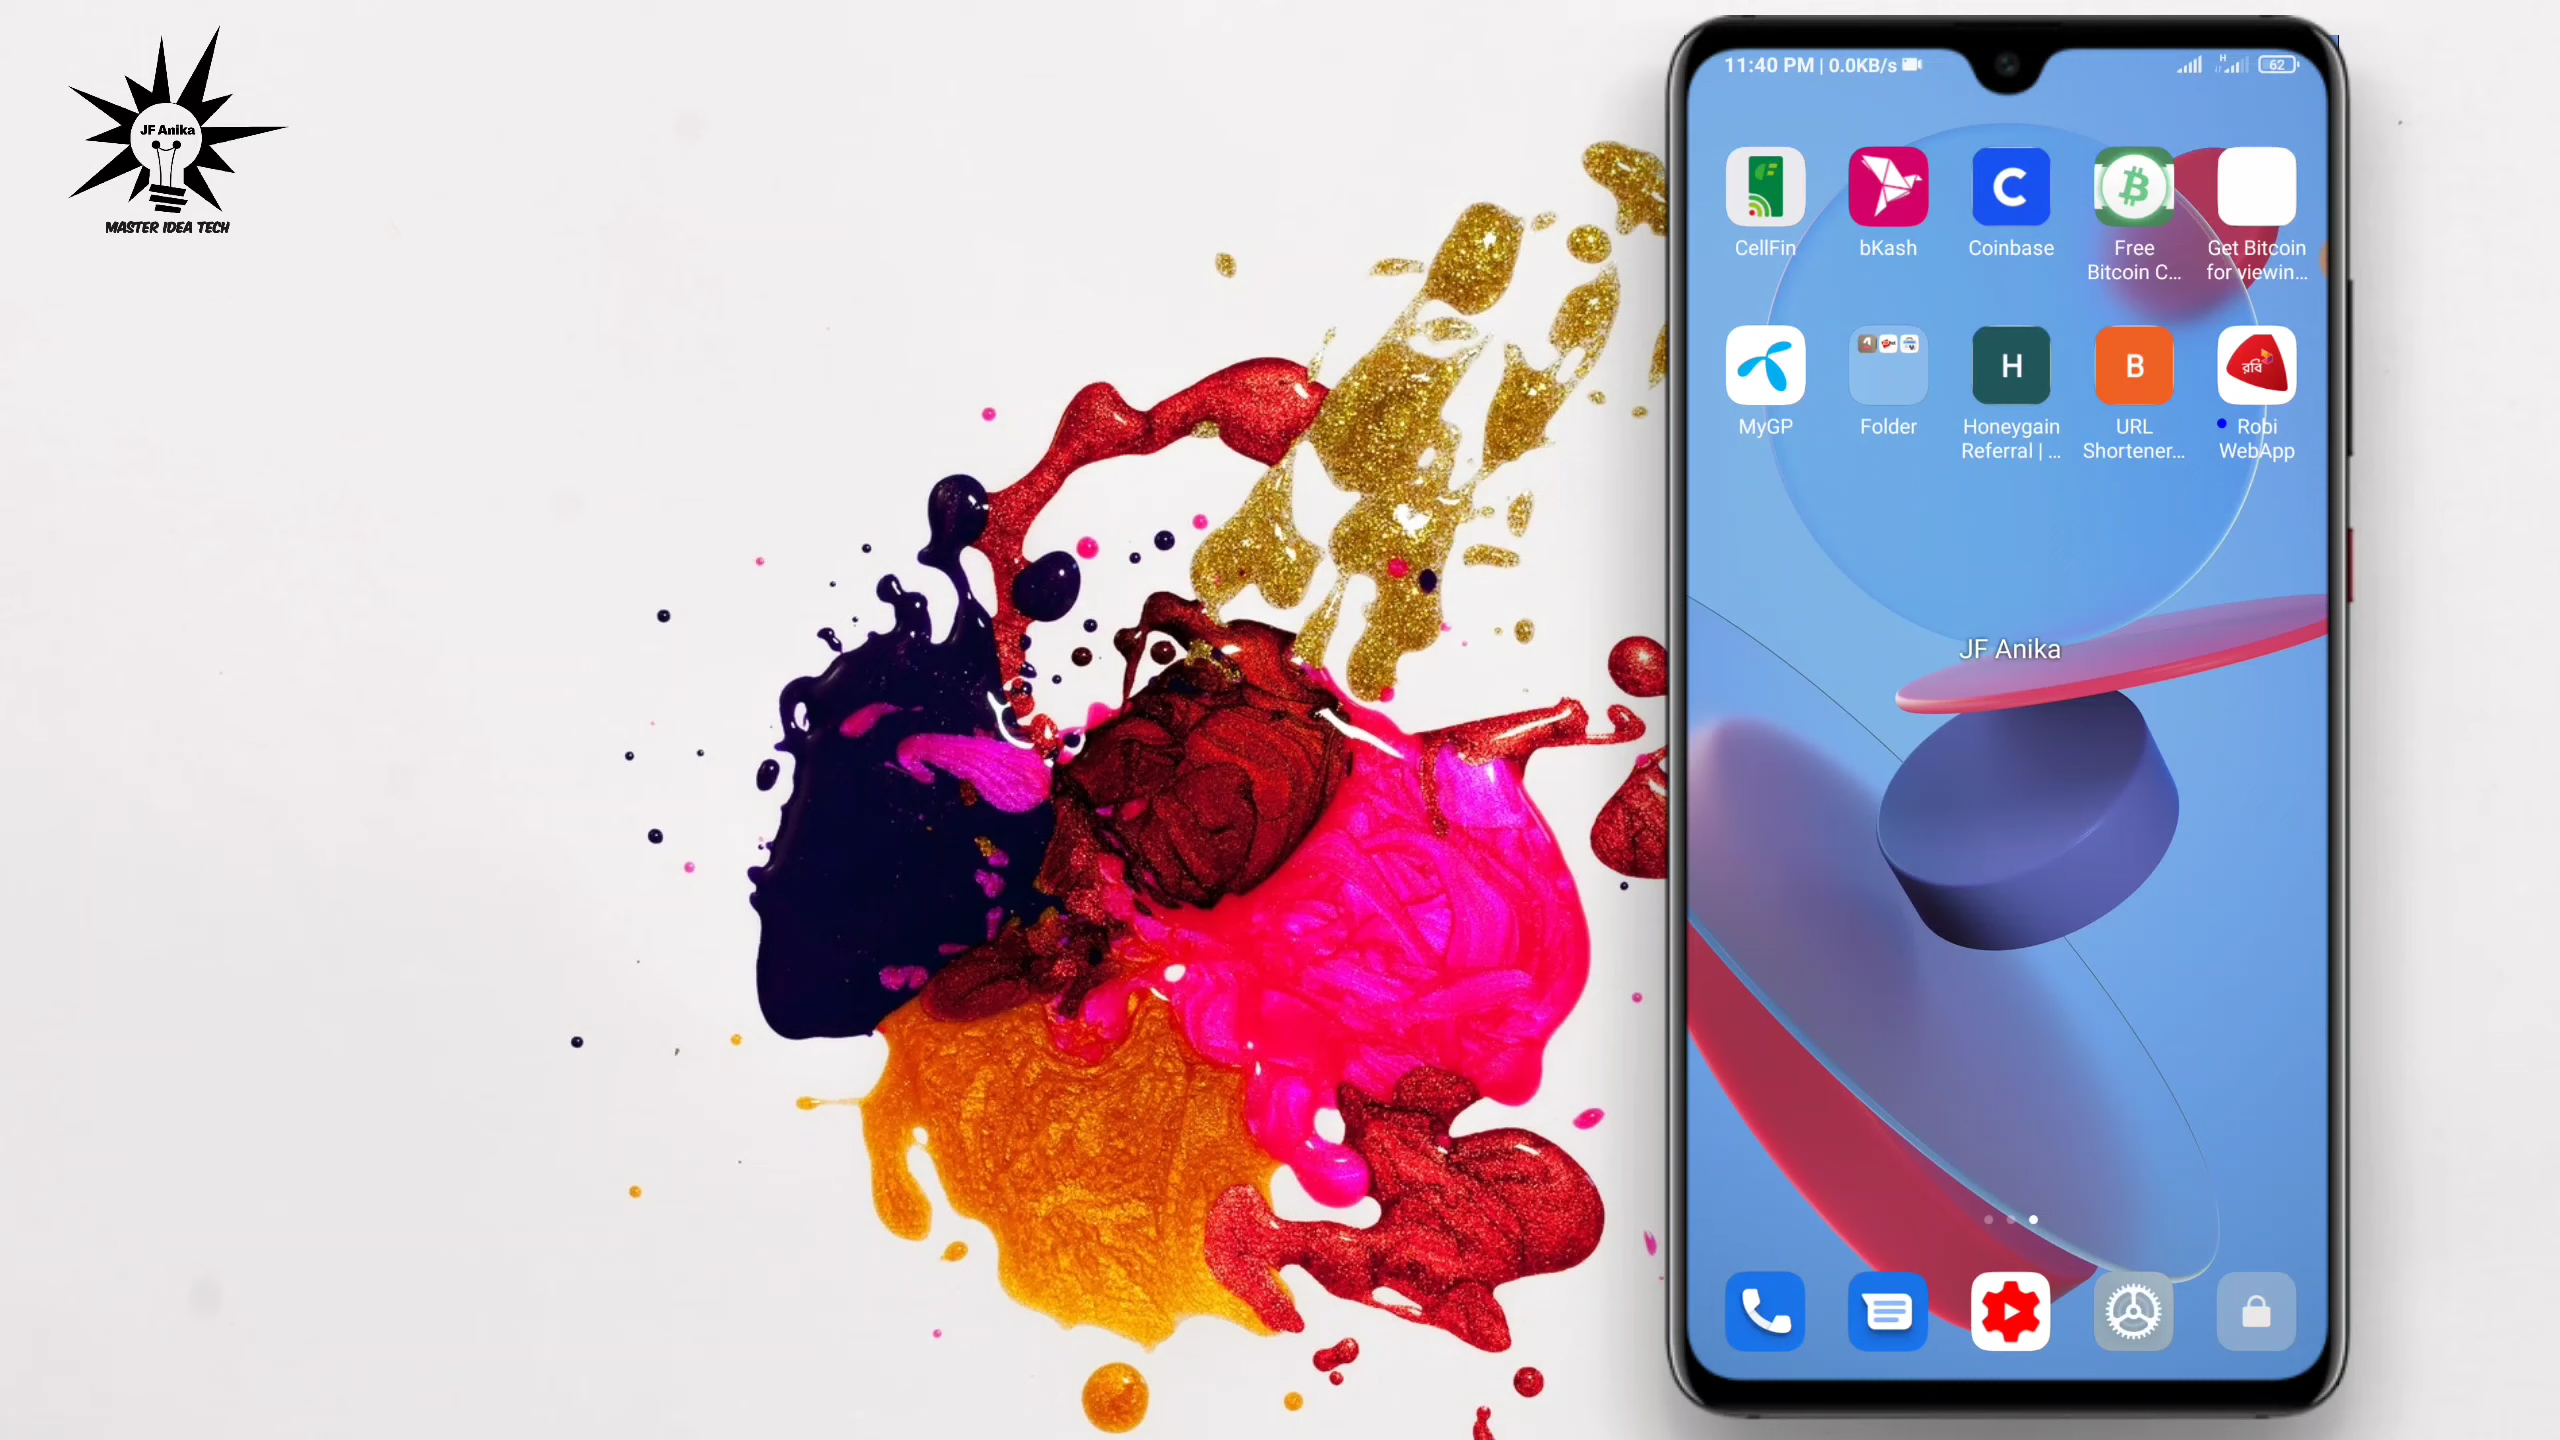 JF Anika
MASTER IDEA TECH
11:40 PM | 0.0KB/s
H
62
CellFin
bKash
Coinbase
Free
Bitcoin C...
Get Bitcoin
for viewin...
MyGP
Folder
H
Honeygain
Referral | ...
B
URL
Shortener...
রবি
Robi
WebApp
JF Anika